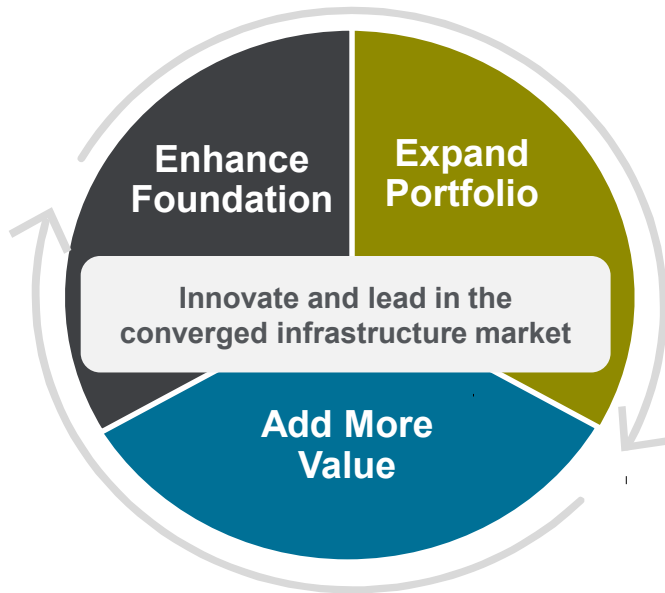 Enhance
Foundation
Expand
Portfolio
Innovate and lead in the
converged infrastructure market
Add More
Value